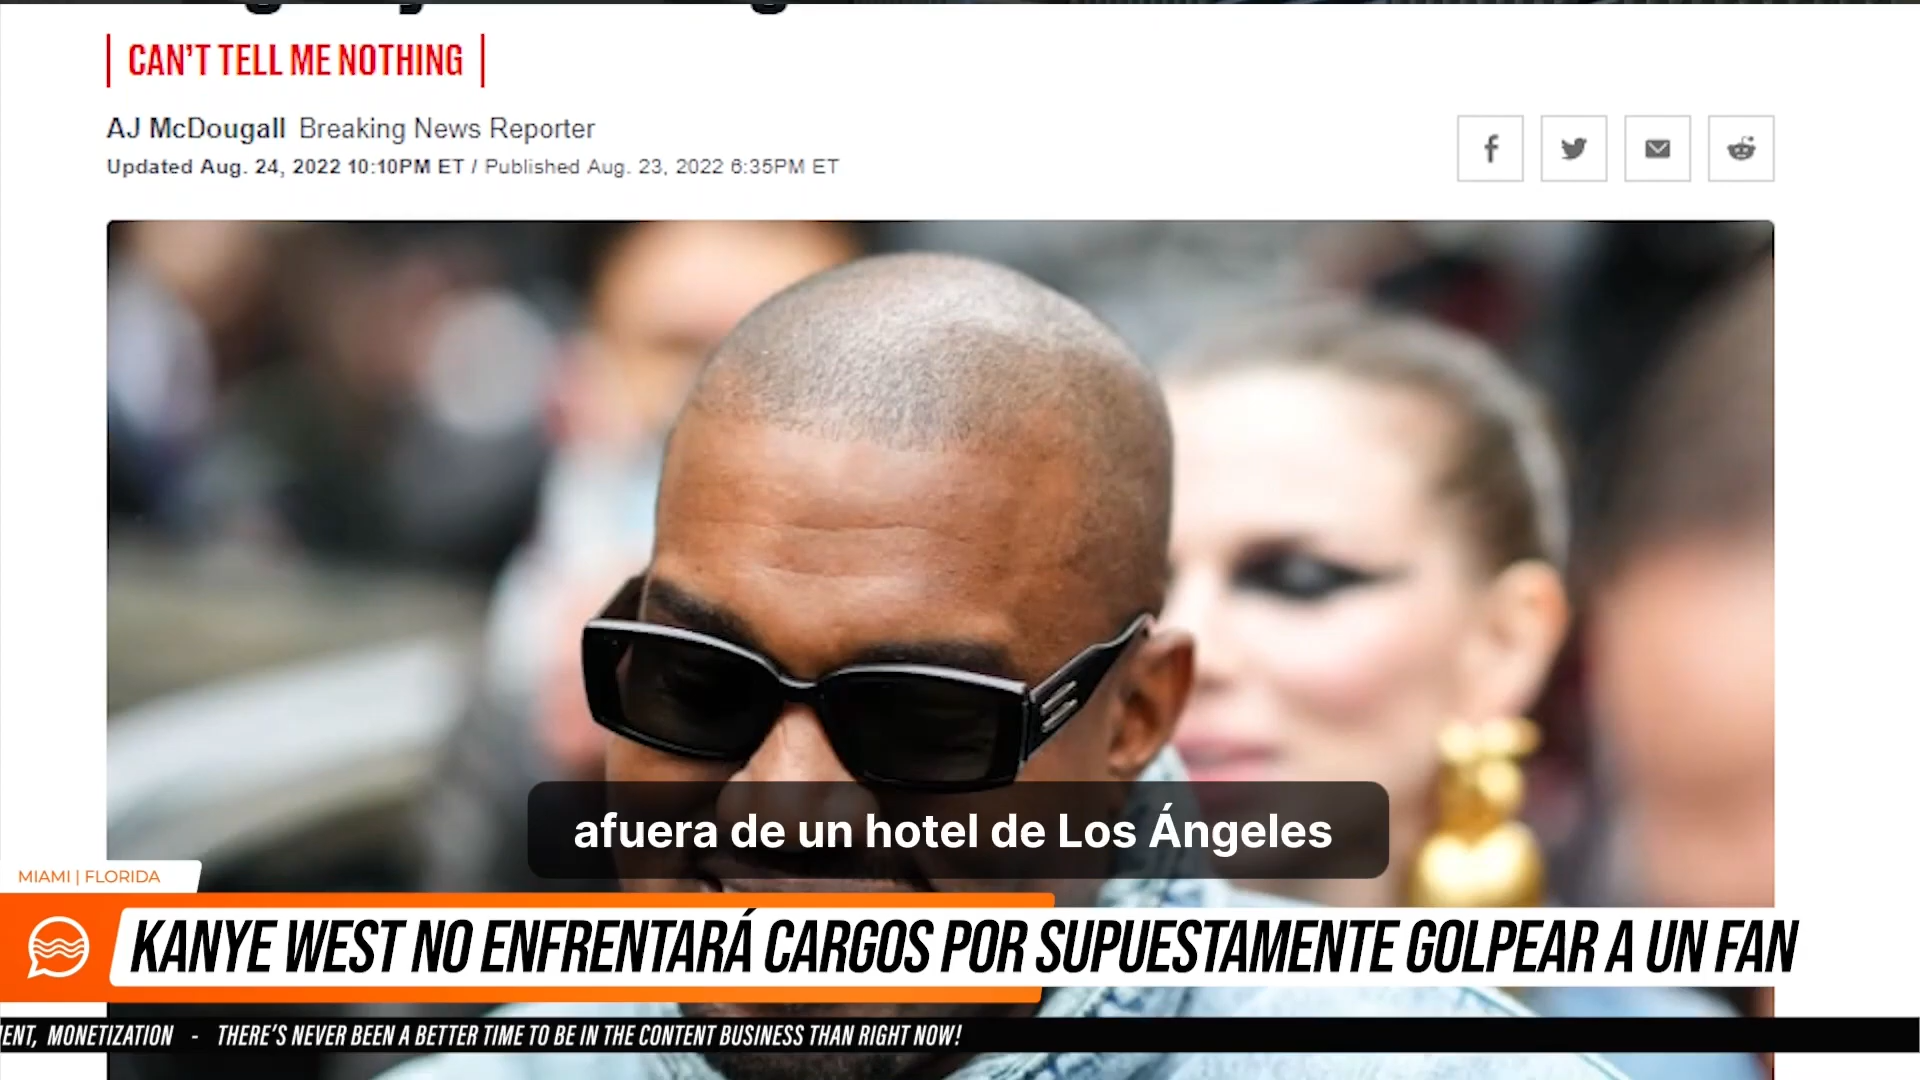 CAN'T TELL ME NOTHING
AJ McDougall Breaking News Reporter
Updated Aug. 24, 2022 10:10PM ET / Published Aug. 23, 2022 6:35PM ET
afuera de un hotel de Los Ángeles
MIAMI | FLORIDA
KANYE WEST NO ENFRENTARÁ CARGOS POR SUPUESTAMENTE GOLPEAR A UN FAN
MONETIZATION - THERE'S NEVER BEEN A BETTER TIME TO BE IN THE CONTENT BUSINESS THAN RIGHT NOW!